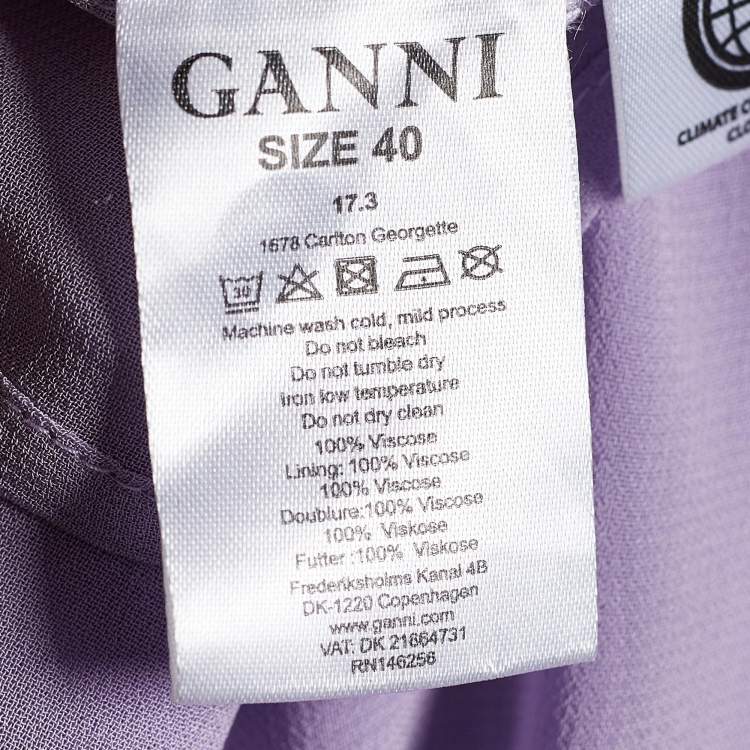 GANNI
SIZE 40
17.3
1678 Carlton Georgette
30
Machine wash cold, mild process
Do not bleach
Do not tumble dry
Iron low temperature
Do not dry clean
100% Viscose
Lining: 100% Viscose
100% Viscose
Doublure:100% Viscose
100% Viskose
Futter :100% Viskose
Frederiksholms Kanal 4B
DK-1220 Copenhagen
www.ganni.com
VAT: DK 21664731
RN146256
CLIMATE